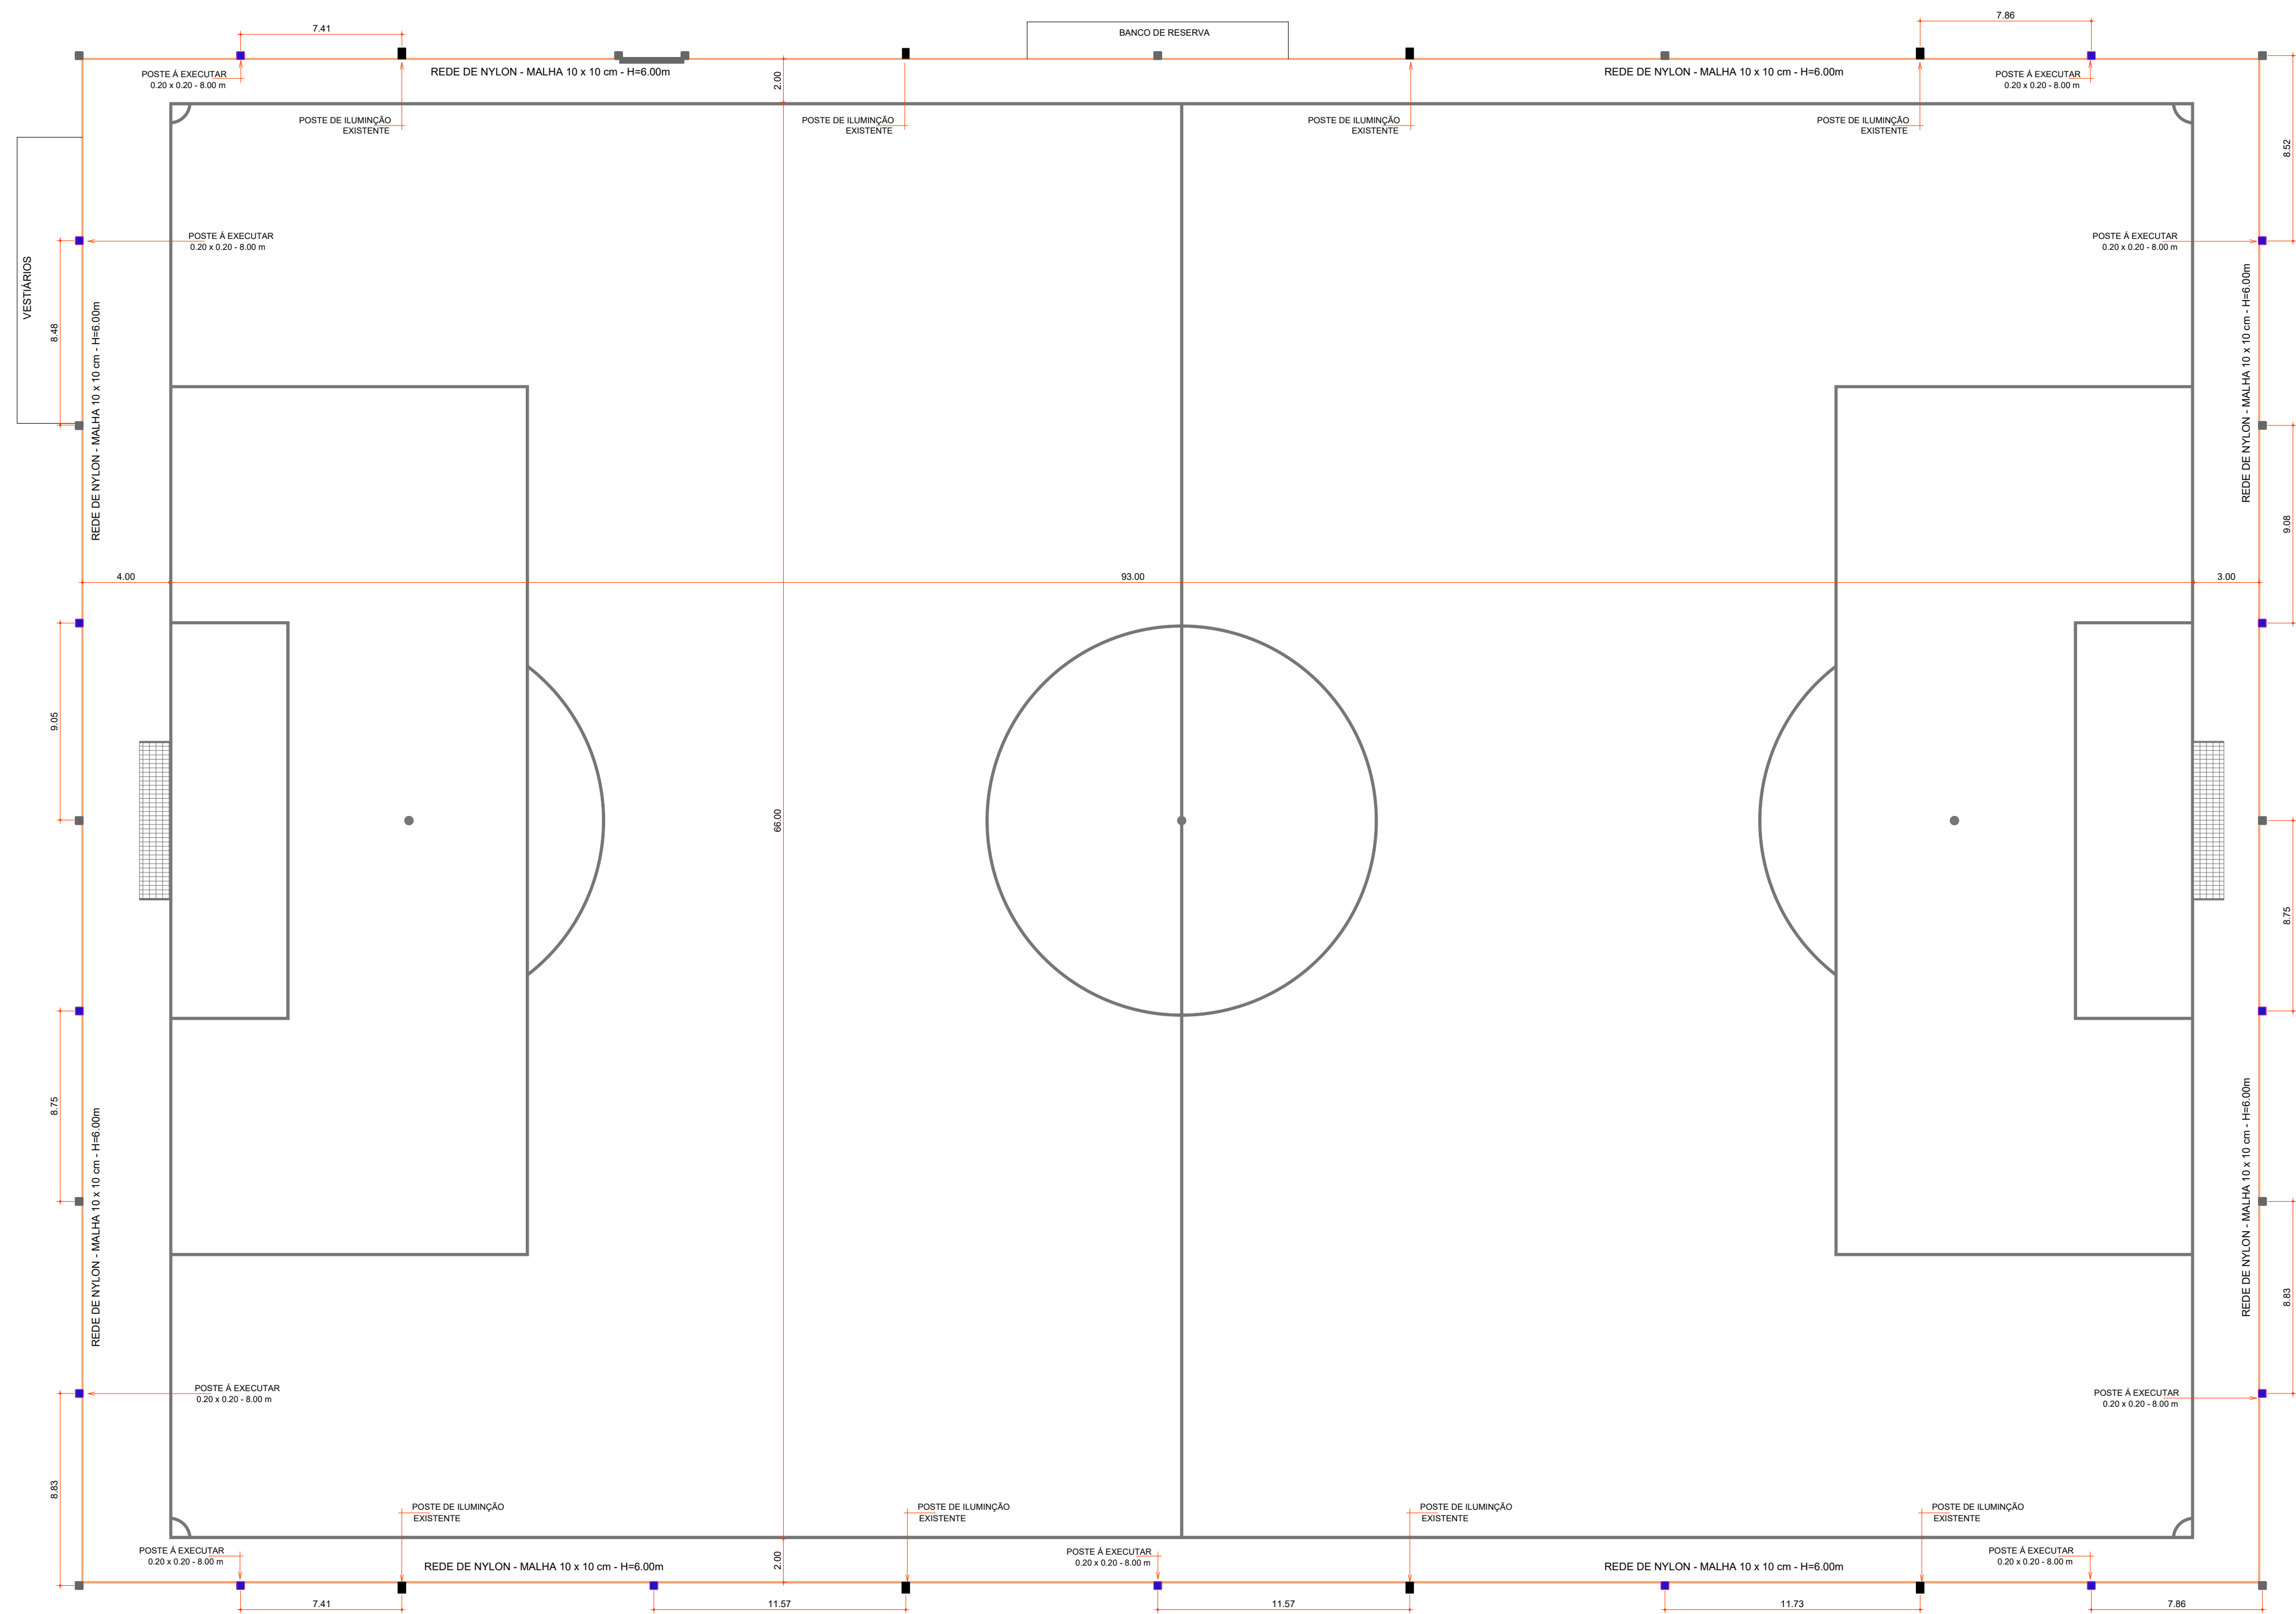 7.41
7.86
BANCO DE RESERVA
POSTE Á EXECUTAR
0.20 x 0.20 - 8.00 m
REDE DE NYLON - MALHA 10 x 10 cm - H=6.00m
2.00
REDE DE NYLON - MALHA 10 x 10 cm - H=6.00m
POSTE Á EXECUTAR
0.20 x 0.20 - 8.00 m
POSTE DE ILUMINÇÃO
EXISTENTE
POSTE DE ILUMINÇÃO
EXISTENTE
POSTE DE ILUMINÇÃO
EXISTENTE
POSTE DE ILUMINÇÃO
EXISTENTE
8.52
POSTE Á EXECUTAR
0.20 x 0.20 - 8.00 m
POSTE Á EXECUTAR
0.20 x 0.20 - 8.00 m
VESTIÁRIOS
8.48
REDE DE NYLON - MALHA 10 x 10 cm - H=6.00m
REDE DE NYLON - MALHA 10 x 10 cm - H=6.00m
9.08
4.00
93.00
3.00
9.05
66.00
8.75
8.75
REDE DE NYLON - MALHA 10 x 10 cm - H=6.00m
REDE DE NYLON - MALHA 10 x 10 cm - H=6.00m
8.83
POSTE Á EXECUTAR
0.20 x 0.20 - 8.00 m
POSTE Á EXECUTAR
0.20 x 0.20 - 8.00 m
8.83
POSTE DE ILUMINÇÃO
EXISTENTE
POSTE DE ILUMINÇÃO
EXISTENTE
POSTE DE ILUMINÇÃO
EXISTENTE
POSTE DE ILUMINÇÃO
EXISTENTE
POSTE Á EXECUTAR
0.20 x 0.20 - 8.00 m
REDE DE NYLON - MALHA 10 x 10 cm - H=6.00m
2.00
POSTE Á EXECUTAR
0.20 x 0.20 - 8.00 m
REDE DE NYLON - MALHA 10 x 10 cm - H=6.00m
POSTE Á EXECUTAR
0.20 x 0.20 - 8.00 m
7.41
11.57
11.57
11.73
7.86